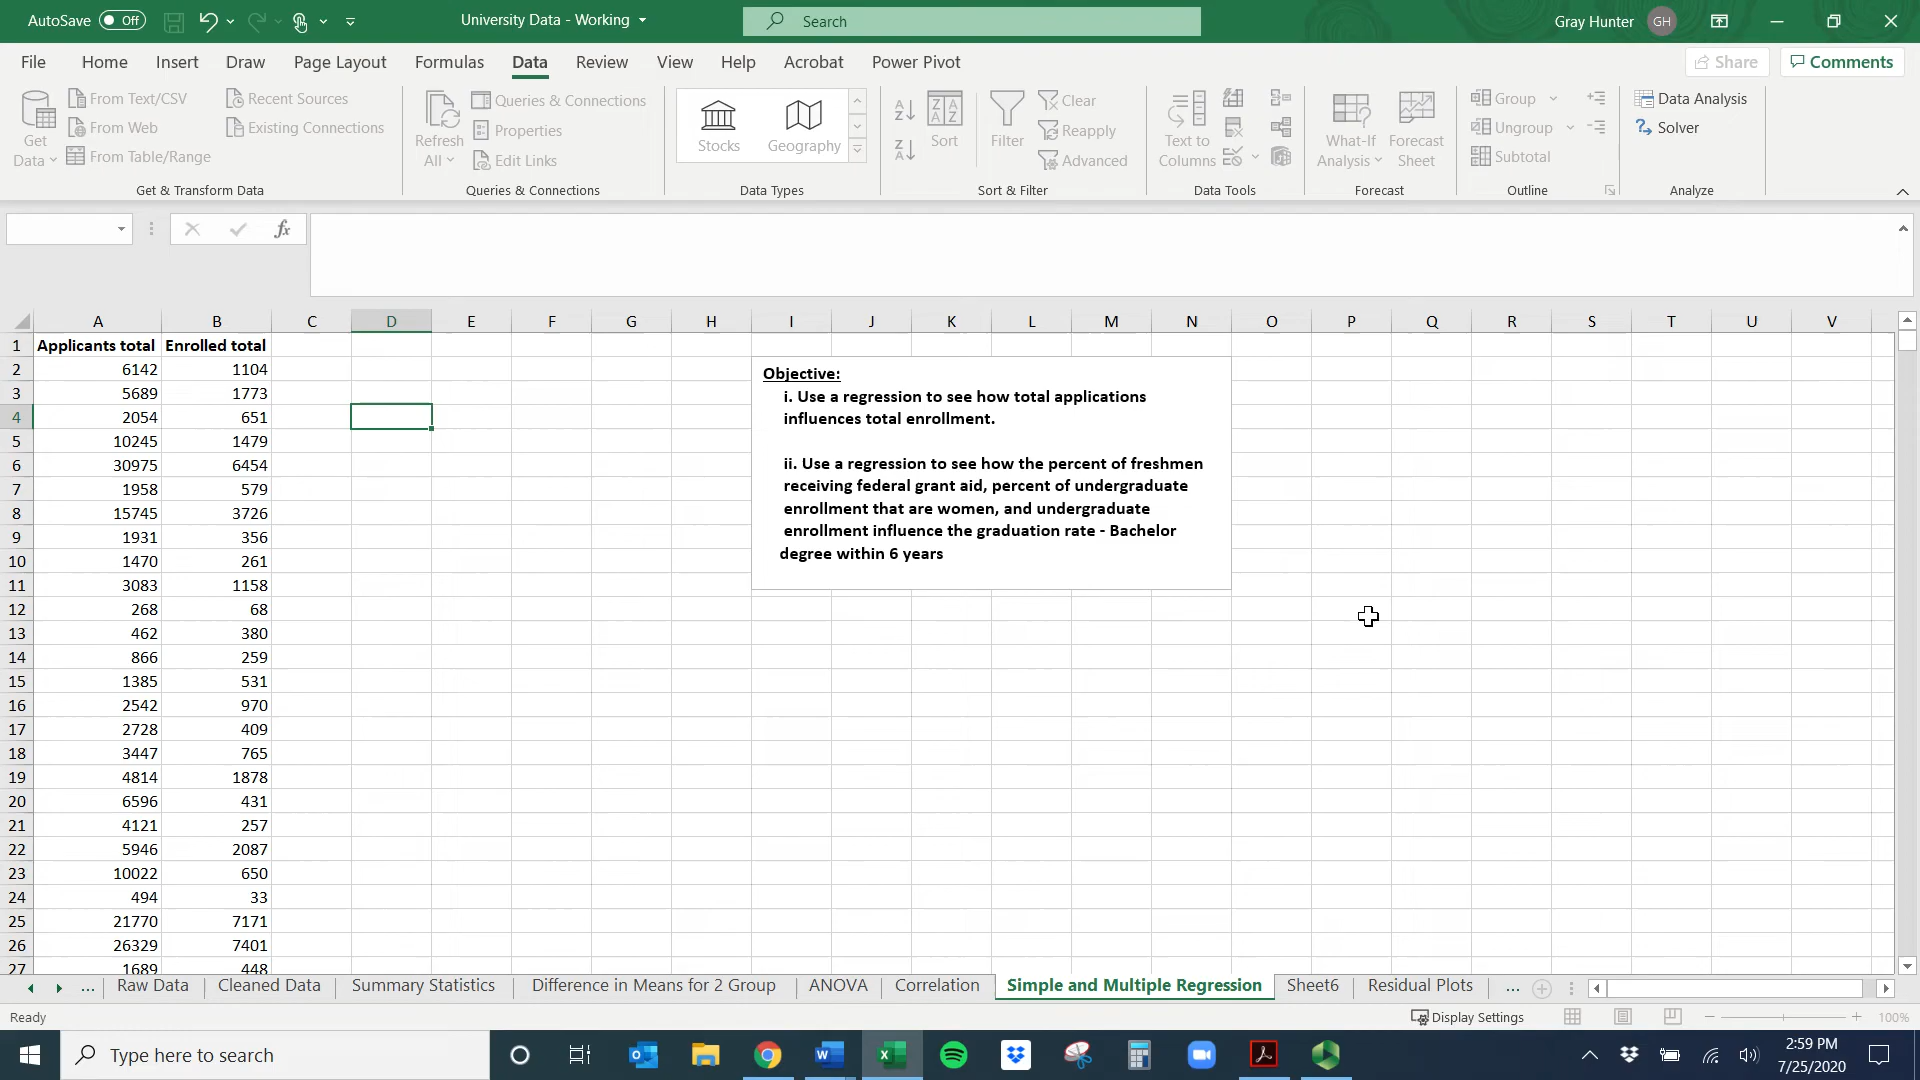 AutoSave Off
University Data - Working
Search
Gray Hunter GH
File Home Insert Draw Page Layout Formulas Data Review View Help Acrobat Power Pivot
Share Comments
Get Data
From Text/CSV
From Web
From Table/Range
Recent Sources
Existing Connections
Get & Transform Data
Refresh All
Queries & Connections
Properties
Edit Links
Queries & Connections
Stocks Geography
Data Types
Sort
Filter
Clear
Reapply
Advanced
Sort & Filter
Text to Columns
Data Tools
What-If Analysis
Forecast Sheet
Forecast
Group
Ungroup
Subtotal
Outline
Data Analysis
Solver
Analyze
fx
A B C D E F G H I J K L M N O P Q R S T U V
1 Applicants total Enrolled total
2 6142 1104
3 5689 1773
4 2054 651
5 10245 1479
6 30975 6454
7 1958 579
8 15745 3726
9 1931 356
10 1470 261
11 3083 1158
12 268 68
13 462 380
14 866 259
15 1385 531
16 2542 970
17 2728 409
18 3447 765
19 4814 1878
20 6596 431
21 4121 257
22 5946 2087
23 10022 650
24 494 33
25 21770 7171
26 26329 7401
27 1689 448
Objective:
i. Use a regression to see how total applications
influences total enrollment.
ii. Use a regression to see how the percent of freshmen
receiving federal grant aid, percent of undergraduate
enrollment that are women, and undergraduate
enrollment influence the graduation rate - Bachelor
degree within 6 years
... Raw Data Cleaned Data Summary Statistics Difference in Means for 2 Group ANOVA Correlation Simple and Multiple Regression Sheet6 Residual Plots ...
Ready
Display Settings
100%
Type here to search
2:59 PM
7/25/2020